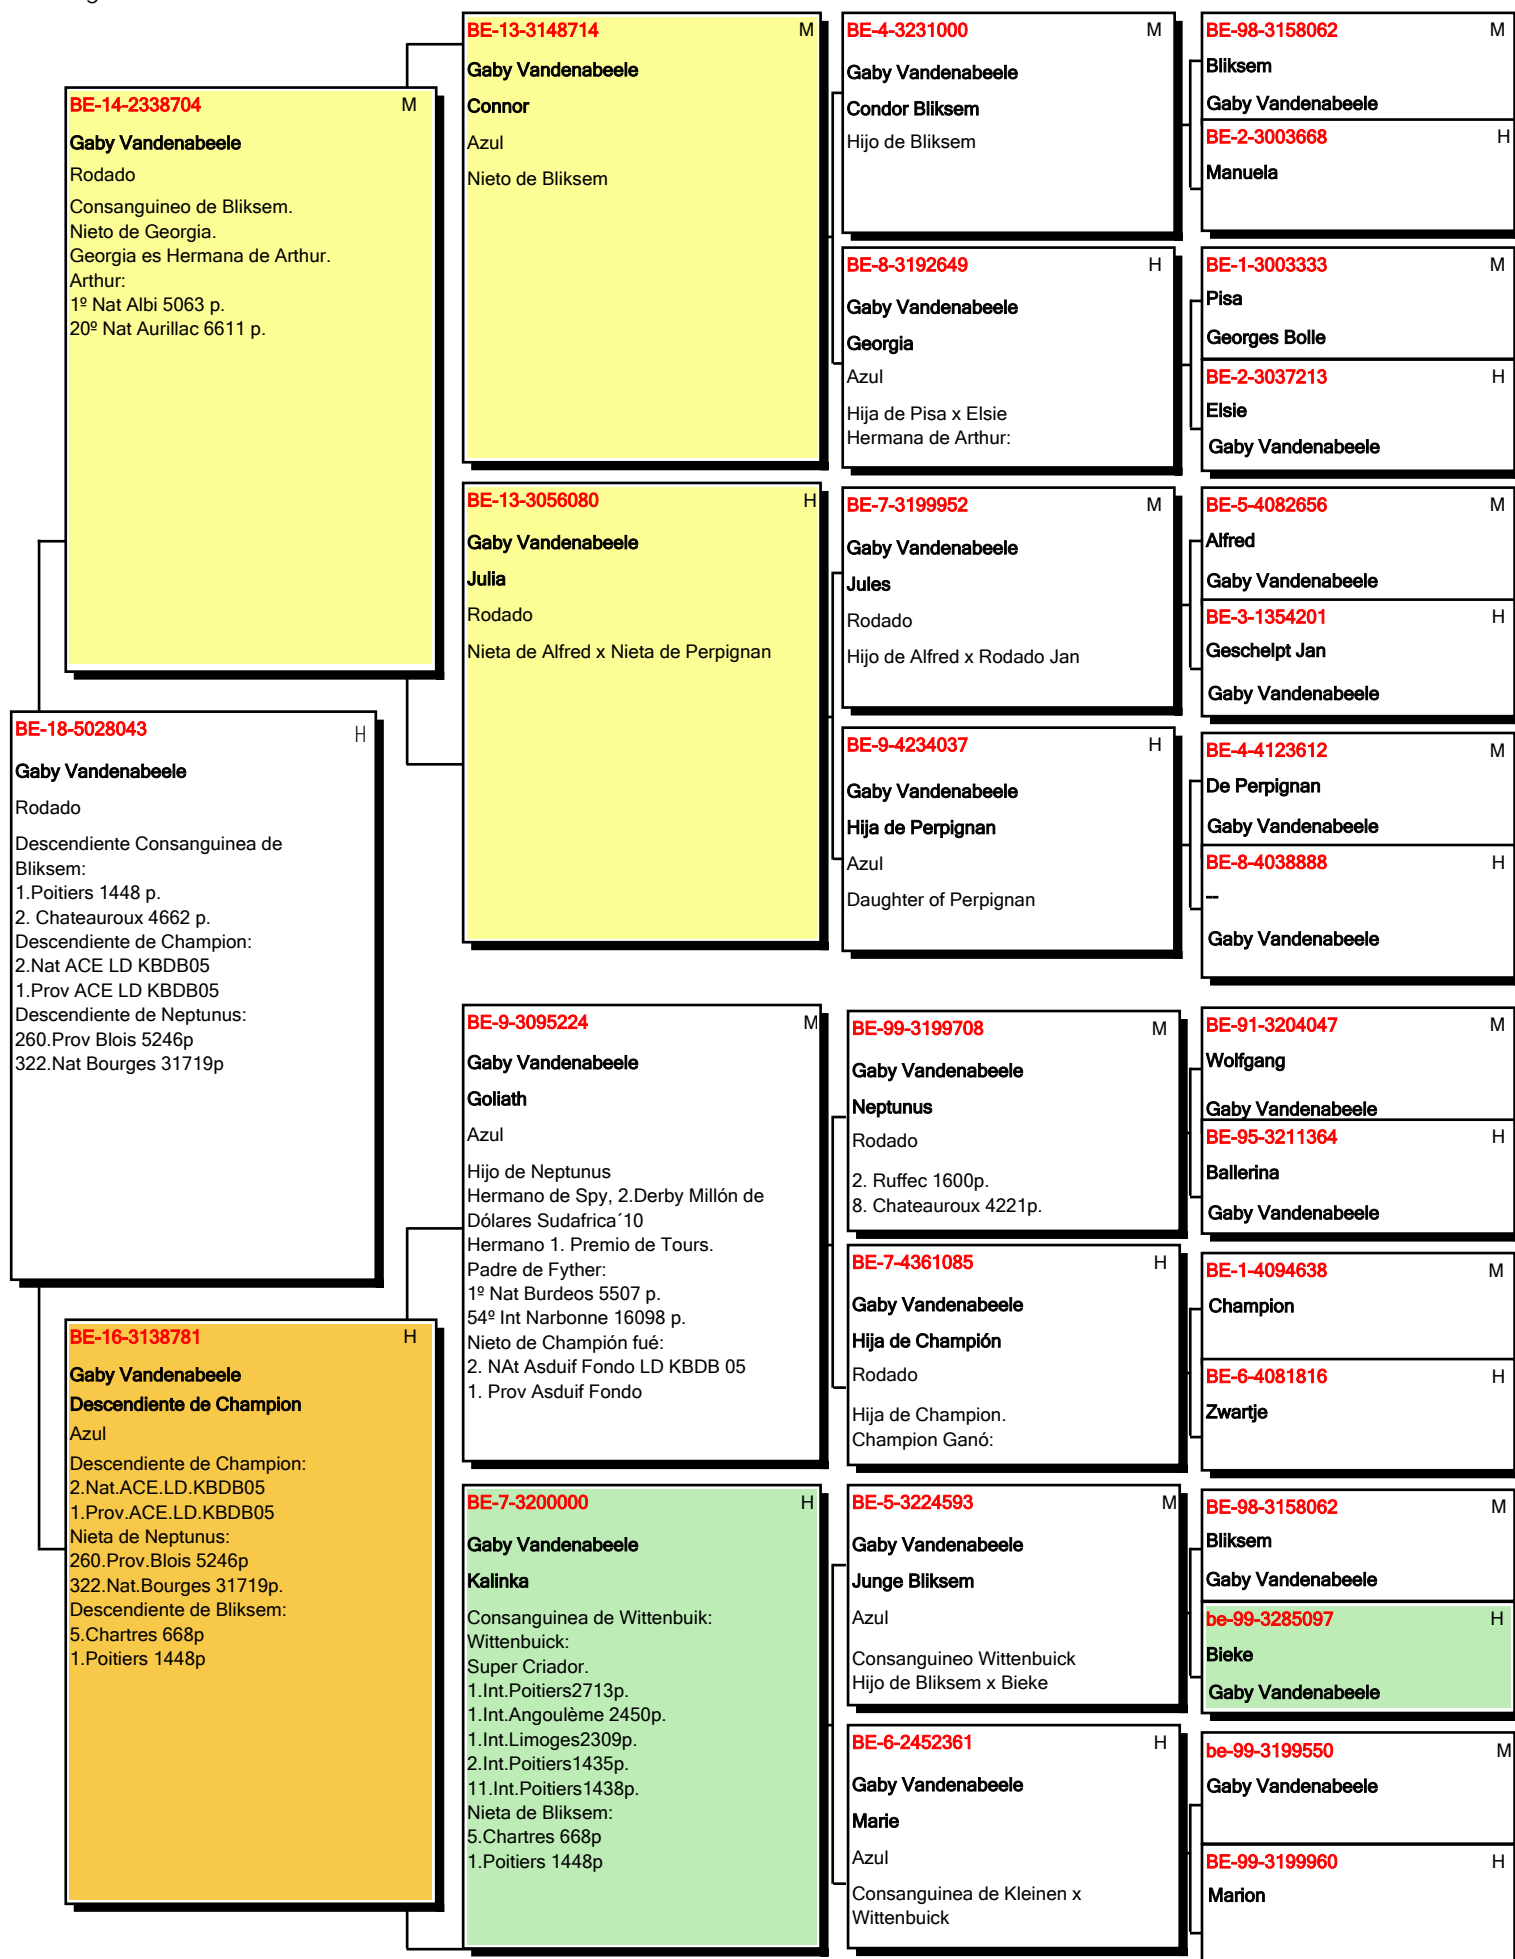 BE-18-5028043 H
Gaby Vandenabeele
Rodado
Descendiente Consanguinea de
Bliksem:
1.Poitiers 1448 p.
2. Chateauroux 4662 p.
Descendiente de Champion:
2.Nat ACE LD KBDB05
1.Prov ACE LD KBDB05
Descendiente de Neptunus:
260.Prov Blois 5246p
322.Nat Bourges 31719p
BE-14-2338704 M
Gaby Vandenabeele
Rodado
Consanguineo de Bliksem.
Nieto de Georgia.
Georgia es Hermana de Arthur.
Arthur:
1º Nat Albi 5063 p.
20º Nat Aurillac 6611 p.
BE-16-3138781 H
Gaby Vandenabeele
Descendiente de Champion
Azul
Descendiente de Champion:
2.Nat.ACE.LD.KBDB05
1.Prov.ACE.LD.KBDB05
Nieta de Neptunus:
260.Prov.Blois 5246p
322.Nat.Bourges 31719p.
Descendiente de Bliksem:
5.Chartres 668p
1.Poitiers 1448p
BE-13-3148714 M
Gaby Vandenabeele
Connor
Azul
Nieto de Bliksem
BE-13-3056080 H
Gaby Vandenabeele
Julia
Rodado
Nieta de Alfred x Nieta de Perpignan
BE-9-3095224 M
Gaby Vandenabeele
Goliath
Azul
Hijo de Neptunus
Hermano de Spy, 2.Derby Millón de
Dólares Sudafrica´10
Hermano 1. Premio de Tours.
Padre de Fyther:
1º Nat Burdeos 5507 p.
54º Int Narbonne 16098 p.
Nieto de Champión fué:
2. NAt Asduif Fondo LD KBDB 05
1. Prov Asduif Fondo
BE-7-3200000 H
Gaby Vandenabeele
Kalinka
Consanguinea de Wittenbuik:
Wittenbuick:
Super Criador.
1.Int.Poitiers2713p.
1.Int.Angoulème 2450p.
1.Int.Limoges2309p.
2.Int.Poitiers1435p.
11.Int.Poitiers1438p.
Nieta de Bliksem:
5.Chartres 668p
1.Poitiers 1448p
BE-4-3231000 M
Gaby Vandenabeele
Condor Bliksem
Hijo de Bliksem
BE-8-3192649 H
Gaby Vandenabeele
Georgia
Azul
Hija de Pisa x Elsie
Hermana de Arthur:
BE-7-3199952 M
Gaby Vandenabeele
Jules
Rodado
Hijo de Alfred x Rodado Jan
BE-9-4234037 H
Gaby Vandenabeele
Hija de Perpignan
Azul
Daughter of Perpignan
BE-99-3199708 M
Gaby Vandenabeele
Neptunus
Rodado
2. Ruffec 1600p.
8. Chateauroux 4221p.
BE-7-4361085 H
Gaby Vandenabeele
Hija de Champión
Rodado
Hija de Champion.
Champion Ganó:
BE-5-3224593 M
Gaby Vandenabeele
Junge Bliksem
Azul
Consanguineo Wittenbuick
Hijo de Bliksem x Bieke
BE-6-2452361 H
Gaby Vandenabeele
Marie
Azul
Consanguinea de Kleinen x
Wittenbuick
BE-98-3158062 M
Bliksem
Gaby Vandenabeele
BE-2-3003668 H
Manuela
BE-1-3003333 M
Pisa
Georges Bolle
BE-2-3037213 H
Elsie
Gaby Vandenabeele
BE-5-4082656 M
Alfred
Gaby Vandenabeele
BE-3-1354201 H
Geschelpt Jan
Gaby Vandenabeele
BE-4-4123612 M
De Perpignan
Gaby Vandenabeele
BE-8-4038888 H
--
Gaby Vandenabeele
BE-91-3204047 M
Wolfgang
Gaby Vandenabeele
BE-95-3211364 H
Ballerina
Gaby Vandenabeele
BE-1-4094638 M
Champion
BE-6-4081816 H
Zwartje
BE-98-3158062 M
Bliksem
Gaby Vandenabeele
be-99-3285097 H
Bieke
Gaby Vandenabeele
be-99-3199550 M
Gaby Vandenabeele
BE-99-3199960 H
Marion